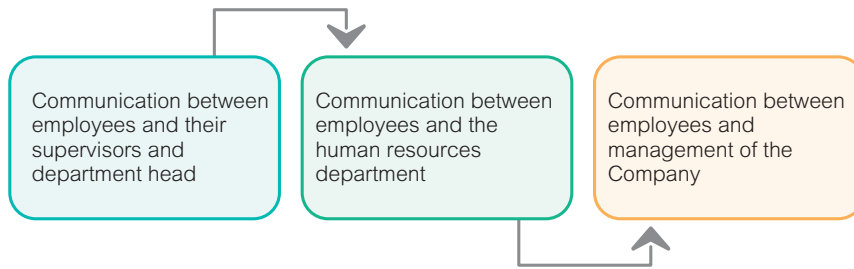 Communication between
employees and their
supervisors and
department head
Communication between
employees and the
human resources
department
Communication between
employees and
management of the
Company